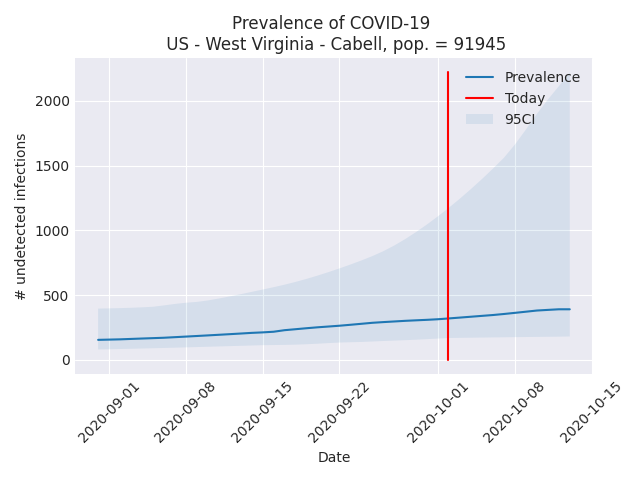 Prevalence of COVID-19
US - West Virginia - Cabell, pop. = 91945
Prevalence
Today
95CI
2000
1500
1000
500
0
# undetected infections
2020-09-01
2020-09-08
2020-09-15
2020-09-22
2020-10-01
2020-10-08
2020-10-15
Date